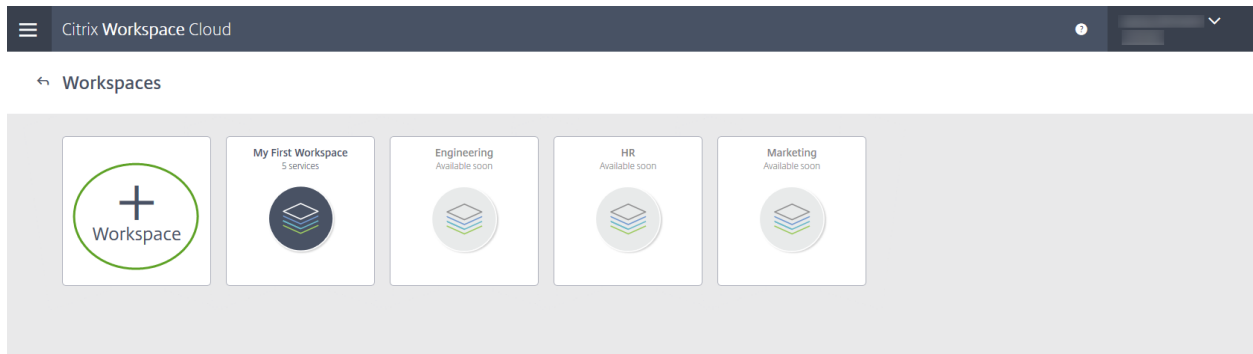 Citrix Workspace Cloud
?
Workspaces
Workspace
My First Workspace
5 services
Engineering
Available soon
HR
Available soon
Marketing
Available soon